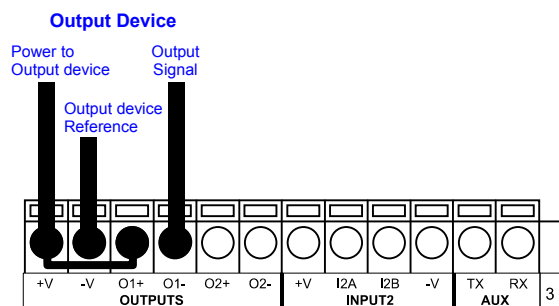 Output Device
Power to
Output device
Output
Signal
Output device
Reference
+V -V O1+ O1- O2+ O2- +V I2A I2B -V TX RX 3
OUTPUTS INPUT2 AUX